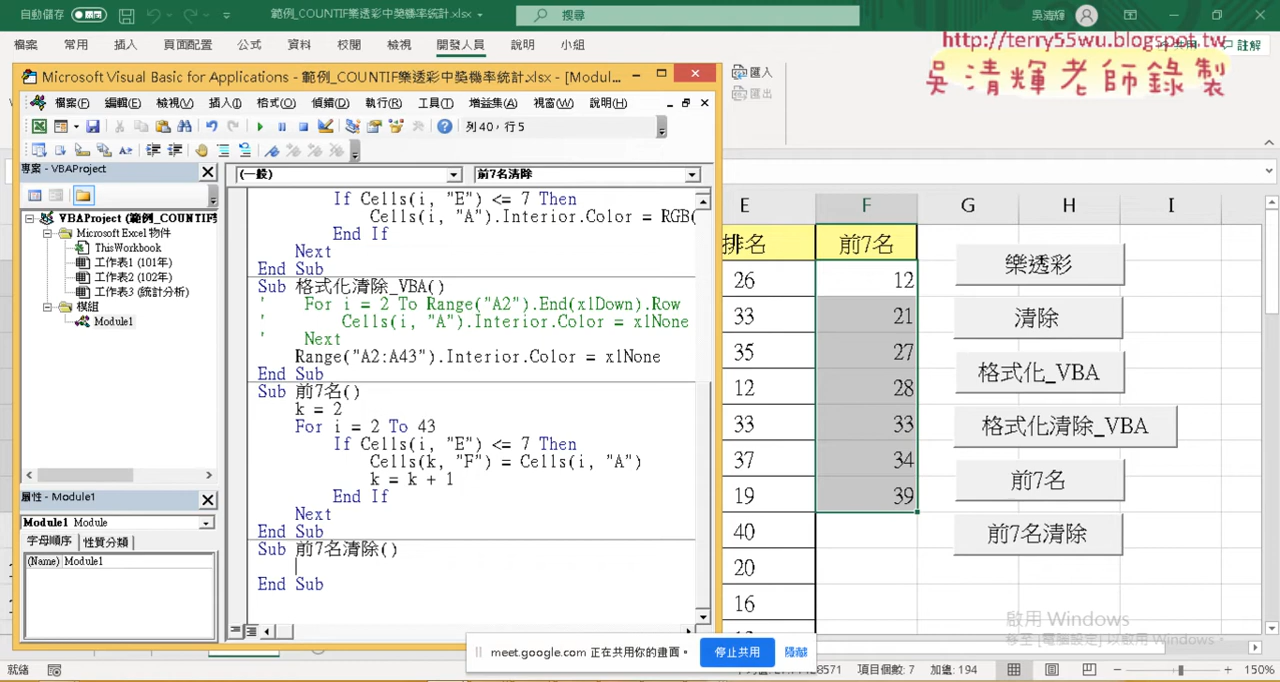 自動儲存
範例_COUNTIF樂透彩中獎機率統計.xlsx
搜尋
吳清輝
檔案 常用 插入 頁面配置 公式 資料 校閱 檢視 開發人員 說明 小組
註解
http://terry55wu.blogspot.tw
吳清輝老師錄製
Microsoft Visual Basic for Applications - 範例_COUNTIF樂透彩中獎機率統計.xlsx - [Modul...
檔案(F) 編輯(E) 檢視(V) 插入(I) 格式(O) 偵錯(D) 執行(R) 工具(T) 增益集(A) 視窗(W) 說明(H)
匯入
匯出
列 40，行 5
專案 - VBAProject
VBAProject (範例_COUNTIF
Microsoft Excel 物件
ThisWorkbook
工作表1 (101年)
工作表2 (102年)
工作表3 (統計分析)
模組
Module1
屬性 - Module1
Module1 Module
字母順序 性質分類
(Name) Module1
(一般) 前7名清除
If Cells(i, "E") <= 7 Then
Cells(i, "A").Interior.Color = RGB(
End If
Next
End Sub
Sub 格式化清除_VBA()
' For i = 2 To Range("A2").End(xlDown).Row
' Cells(i, "A").Interior.Color = xlNone
' Next
Range("A2:A43").Interior.Color = xlNone
End Sub
Sub 前7名()
k = 2
For i = 2 To 43
If Cells(i, "E") <= 7 Then
Cells(k, "F") = Cells(i, "A")
k = k + 1
End If
Next
End Sub
Sub 前7名清除()
End Sub
E F G H I
排名 前7名
26 12
33 21
35 27
12 28
33 33
37 34
19 39
40
20
16
樂透彩
清除
格式化_VBA
格式化清除_VBA
前7名
前7名清除
啟用 Windows
移至 [電腦設定] 以啟用 Windows。
meet.google.com 正在共用你的畫面。 停止共用 隱藏
就緒
項目個數: 7 加總: 194
150%